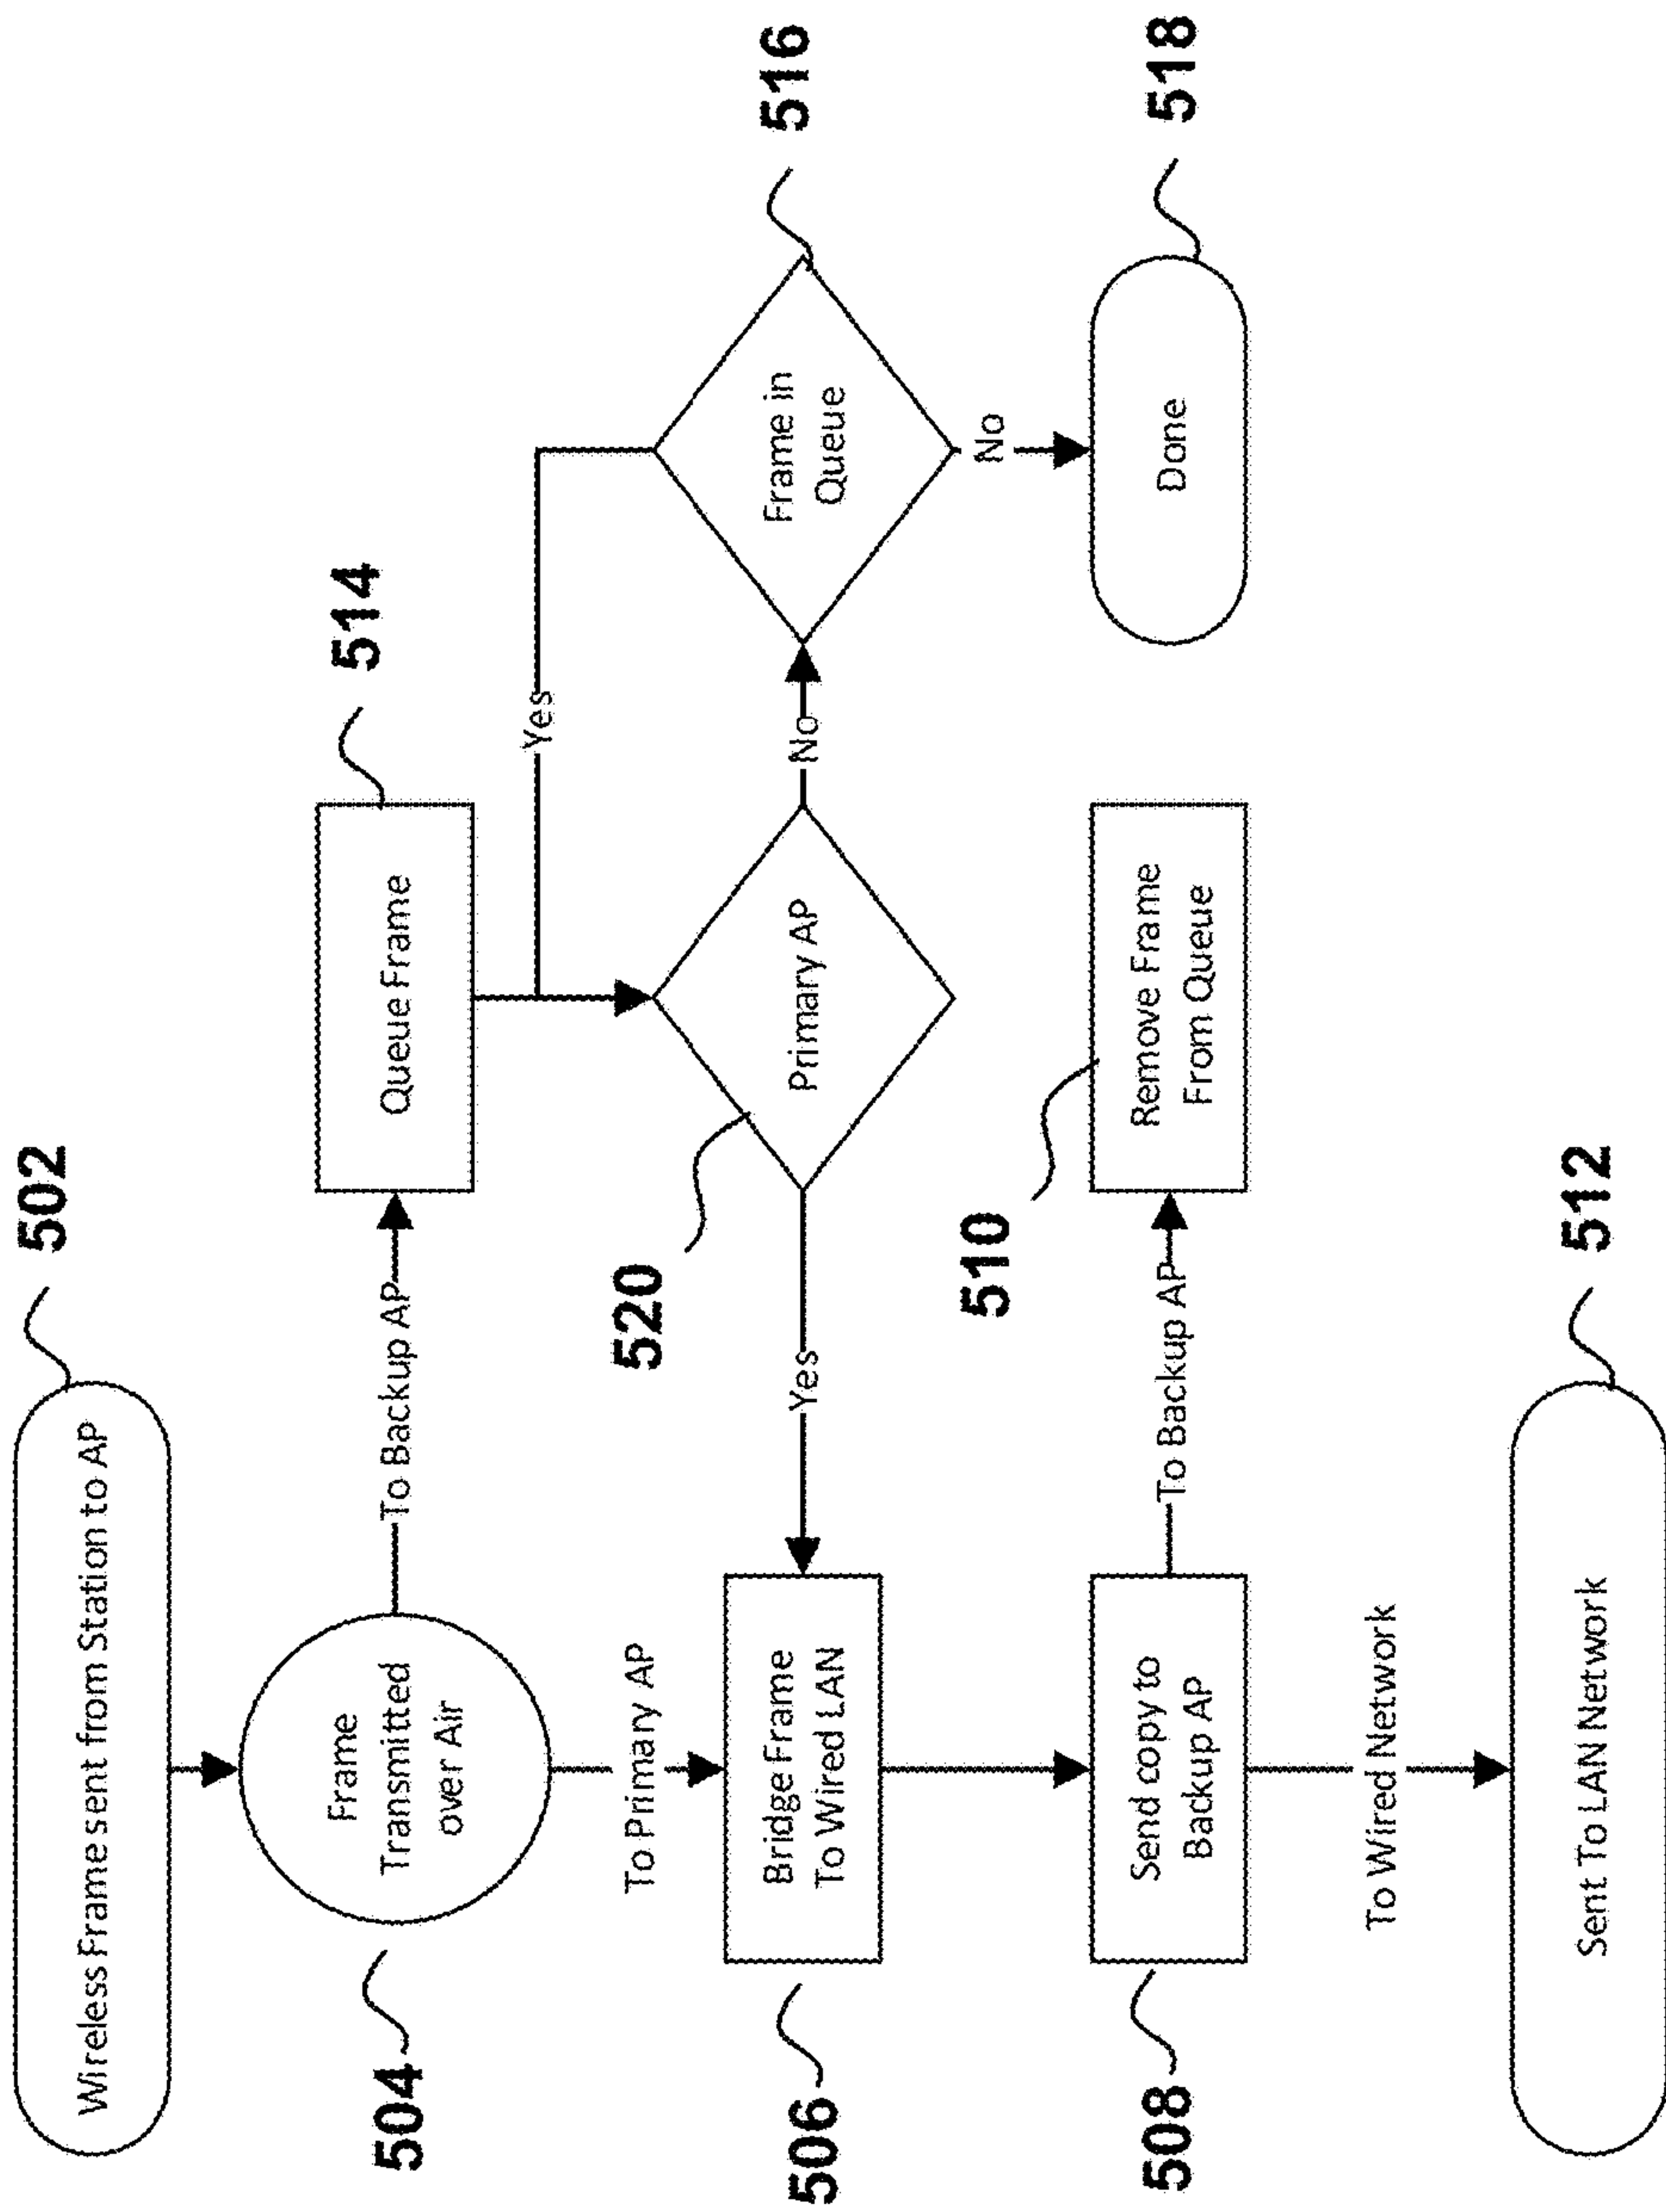 502
Wireless Frame sent from Station to AP
504
Frame
Transmitted
over Air
To Backup AP
Queue Frame
514
To Primary AP
Yes
506
Bridge Frame
To Wired LAN
Yes
520
Primary AP
No
Frame in
Queue
516
508
Send copy to
Backup AP
To Backup AP
510
Remove Frame
From Queue
No
Done
518
To Wired Network
Sent To LAN Network
512